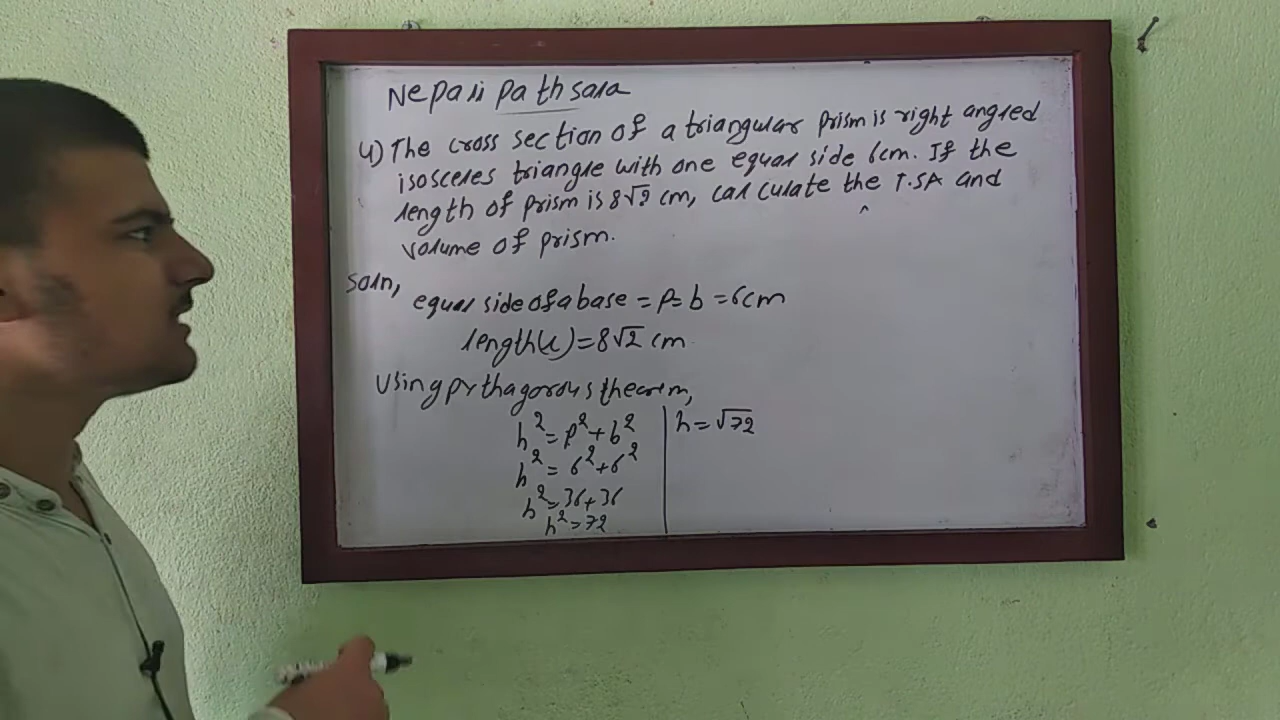 Nepali pathsala
4) The cross section of a triangular prism is right angled
isosceles triangle with one equal side 6cm. If the
length of prism is 8√2 cm, calculate the T.SA and
volume of prism.
Soln,
equal side of a base = p = b = 6cm
length(l) = 8√2 cm
Using pythagorous theorem,
h² = p² + b²
h² = 6² + 6²
h² = 36 + 36
h² = 72
h = √72